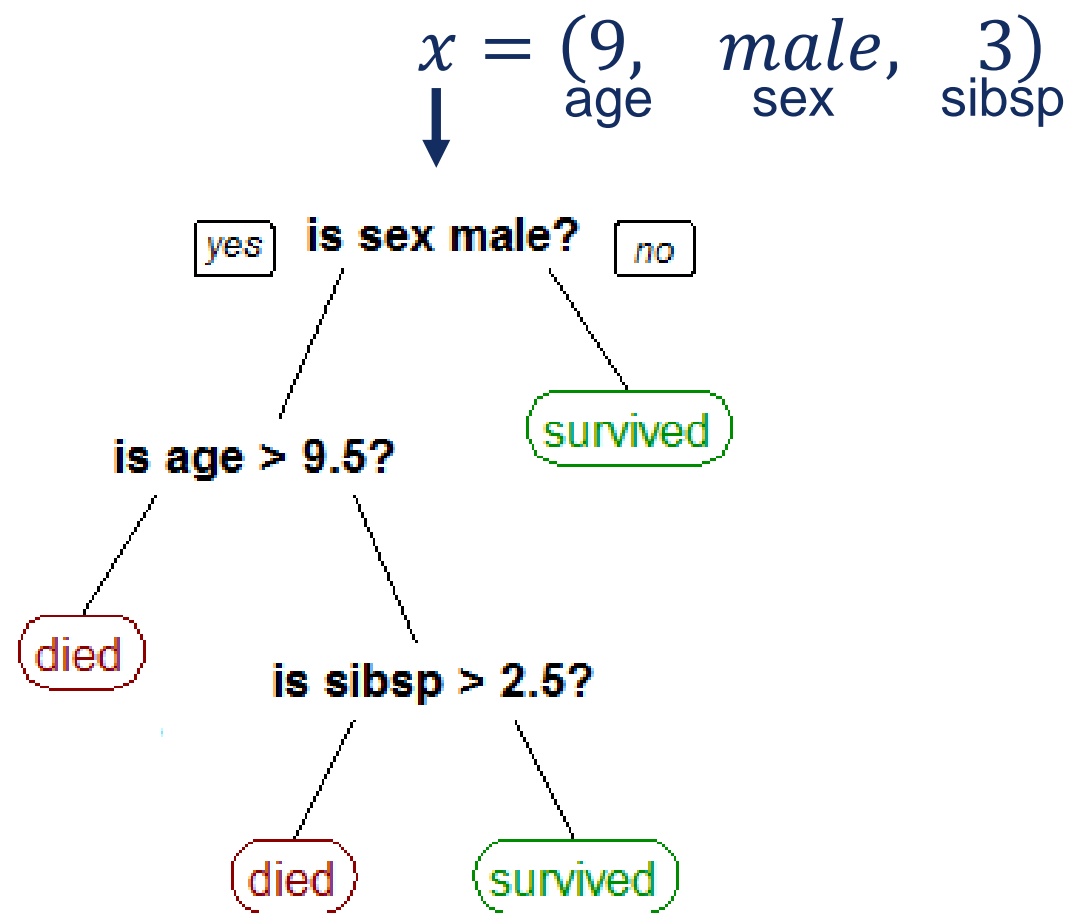 x = (9, male, 3)
age sex sibsp
yes is sex male? no
survived
is age > 9.5?
died
is sibsp > 2.5?
died survived